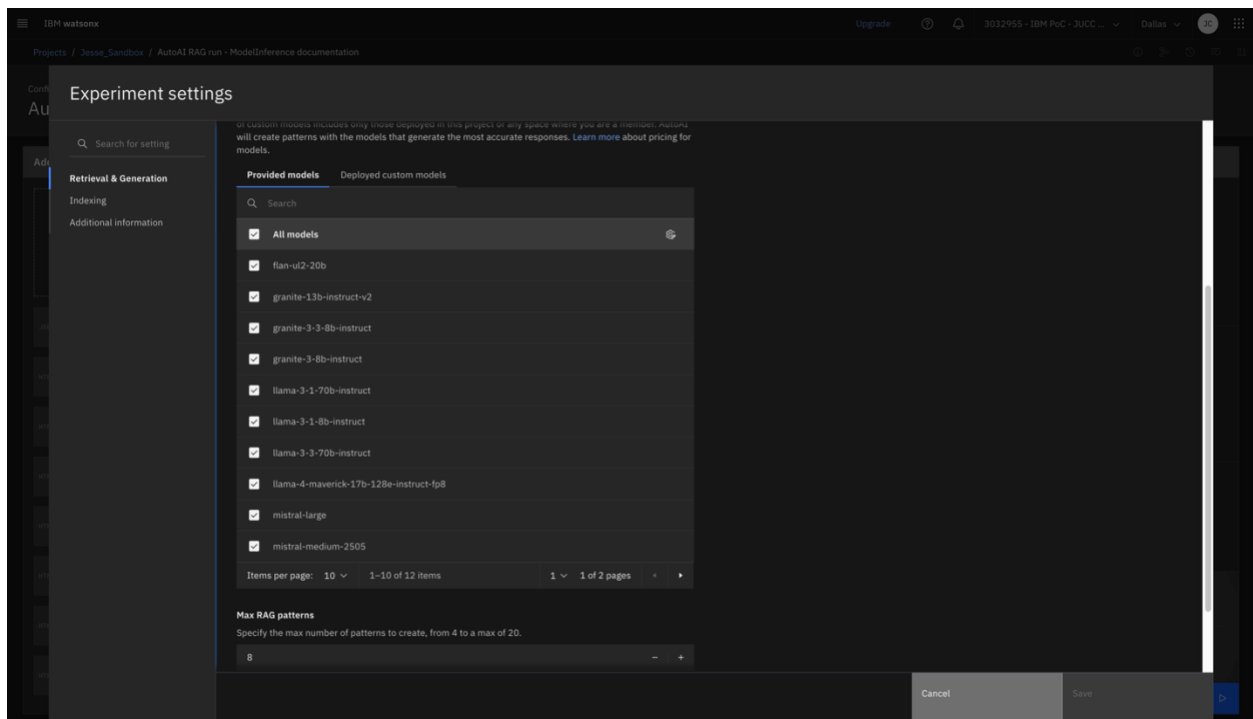 IBM watsonx
Upgrade
3032955 - IBM PoC - JUCC ...
Dallas
JC
Projects / Jesse_Sandbox / AutoAI RAG run - ModelInference documentation
Conf
Au
Experiment settings
Search for setting
Retrieval & Generation
Indexing
Additional information
Add
of custom models includes only those deployed in this project or any space where you are a member. AutoAI
will create patterns with the models that generate the most accurate responses. Learn more about pricing for
models.
Provided models
Deployed custom models
Search
All models
flan-ul2-20b
granite-13b-instruct-v2
granite-3-3-8b-instruct
granite-3-8b-instruct
llama-3-1-70b-instruct
llama-3-1-8b-instruct
llama-3-3-70b-instruct
llama-4-maverick-17b-128e-instruct-fp8
mistral-large
mistral-medium-2505
Items per page: 10
1–10 of 12 items
1
1 of 2 pages
Max RAG patterns
Specify the max number of patterns to create, from 4 to a max of 20.
8
Cancel
Save